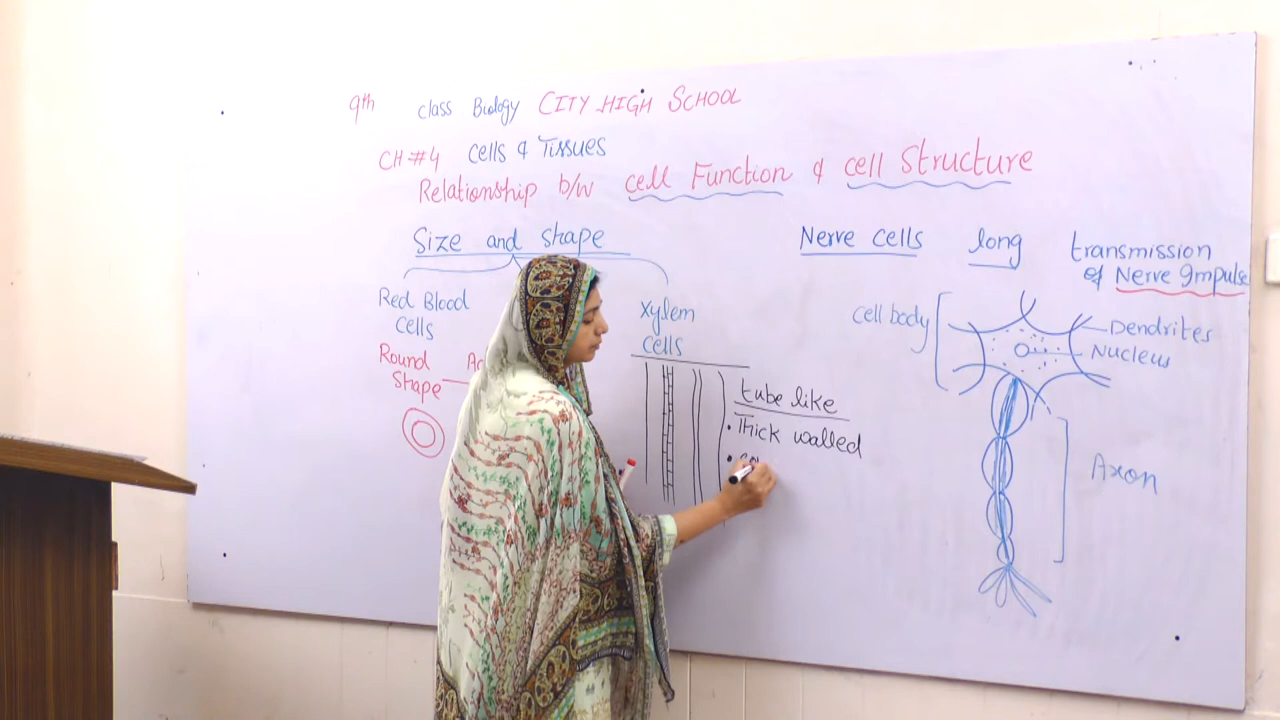 9th class Biology CITY HIGH SCHOOL
CH #4 cells & Tissues
Relationship b/w cell Function & cell Structure
Size and shape
Red Blood
cells
Round
Shape
xylem
cells
tube like
• Thick walled
Nerve cells long transmission
of Nerve Impulse
Cell body
Dendrites
Nucleus
Axon